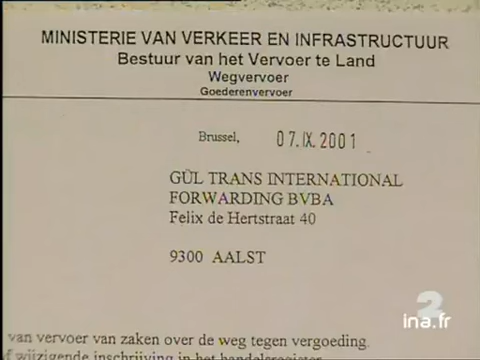 MINISTERIE VAN VERKEER EN INFRASTRUCTUUR
Bestuur van het Vervoer te Land
Wegvervoer
Goederenvervoer
Brussel, 07.IX.2001
GÜL TRANS INTERNATIONAL
FORWARDING BVBA
Felix de Hertstraat 40
9300 AALST
2
ina.fr
van vervoer van zaken over de weg tegen vergoeding.
wijzigende inschrijving in het handelsregister